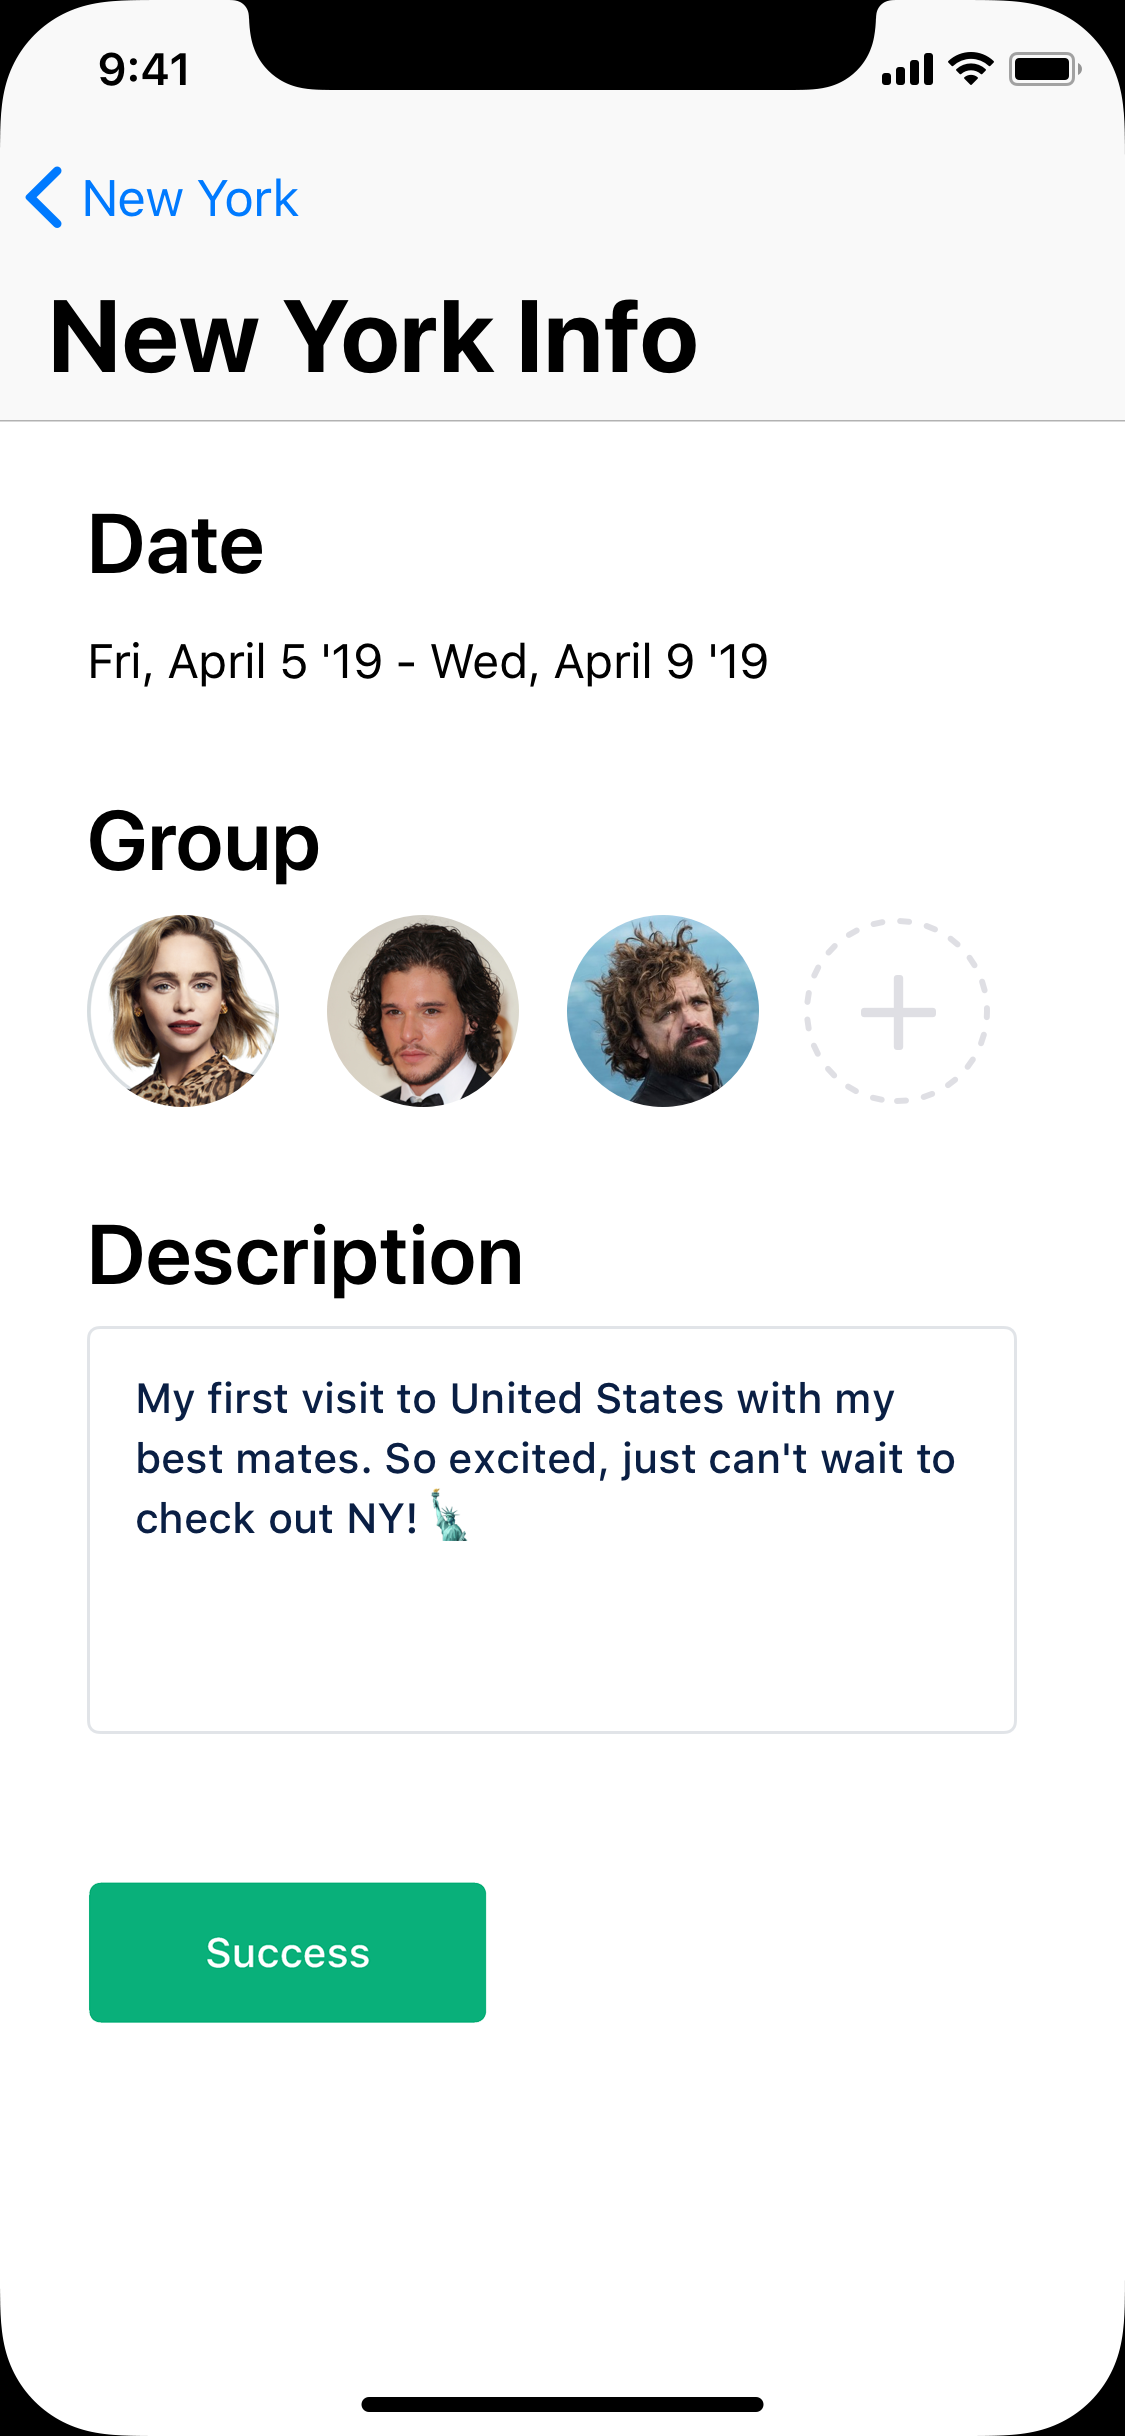 9:41
New York
New York Info
Date
Fri, April 5 '19 - Wed, April 9 '19
Group
Description
My first visit to United States with my
best mates. So excited, just can't wait to
check out NY!🗽
Success